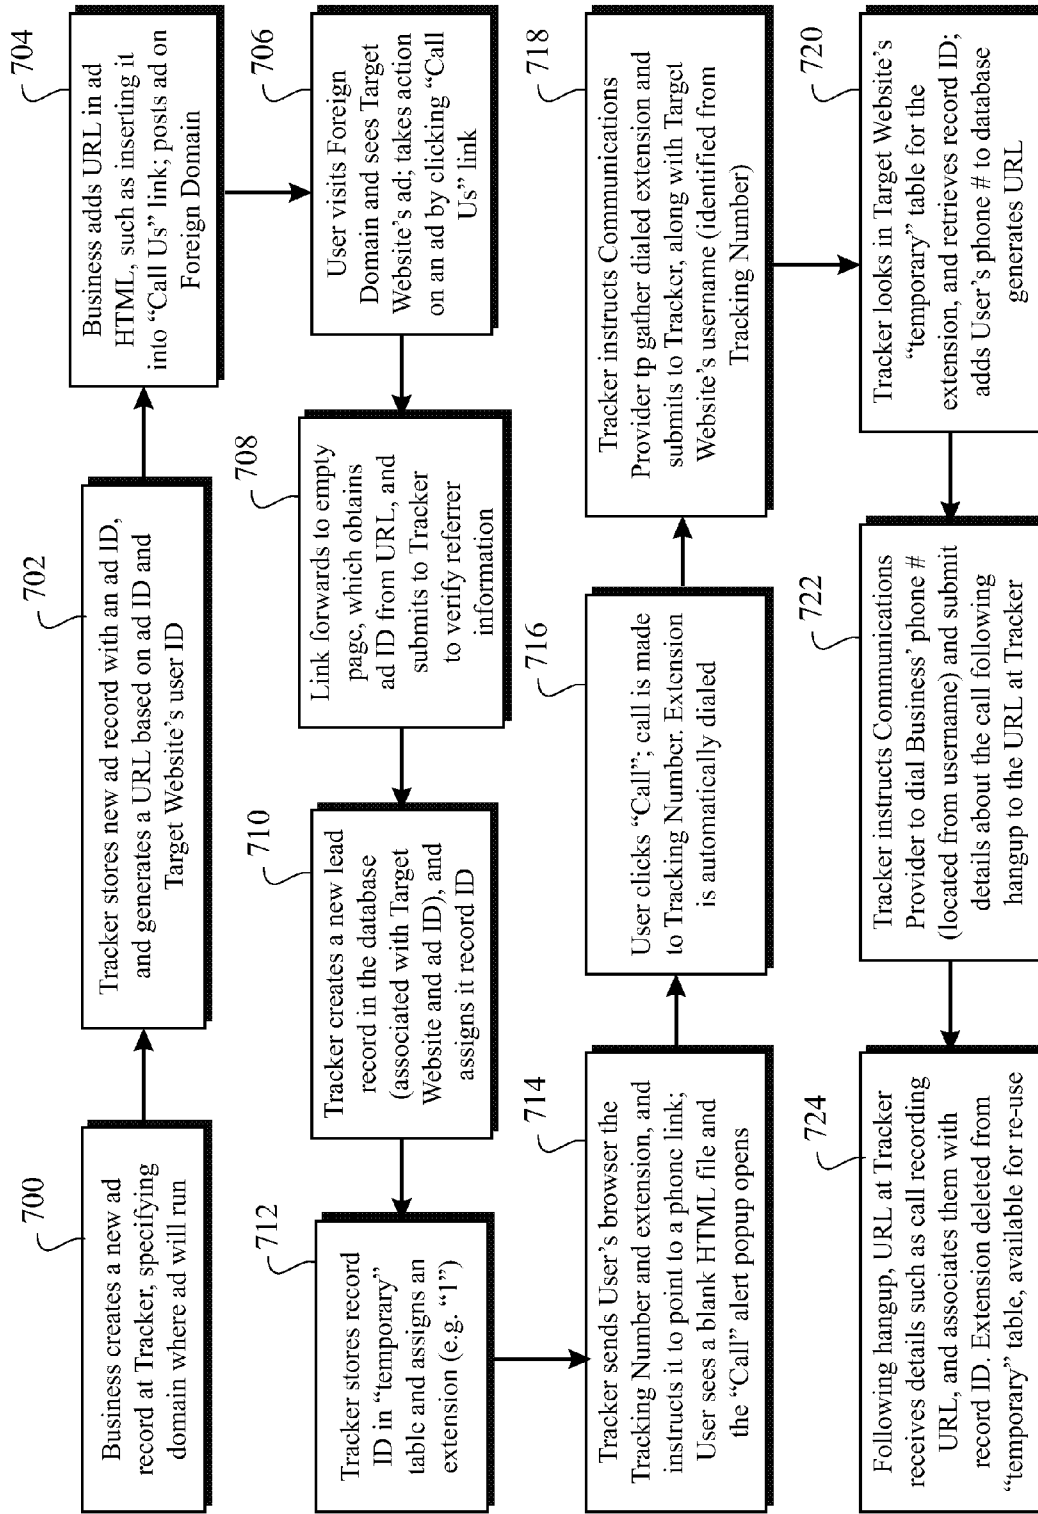 700
Business creates a new ad
record at Tracker, specifying
domain where ad will run
702
Tracker stores new ad record with an ad ID,
and generates a URL based on ad ID and
Target Website's user ID
704
Business adds URL in ad
HTML, such as inserting it
into “Call Us” link; posts ad on
Foreign Domain
706
User visits Foreign
Domain and sees Target
Website's ad; takes action
on an ad by clicking “Call
Us” link
708
Link forwards to empty
page, which obtains
ad ID from URL, and
submits to Tracker
to verify referrer
information
710
Tracker creates a new lead
record in the database
(associated with Target
Website and ad ID), and
assigns it record ID
712
Tracker stores record
ID in “temporary”
table and assigns an
extension (e.g. “1”)
714
Tracker sends User's browser the
Tracking Number and extension, and
instructs it to point to a phone link;
User sees a blank HTML file and
the “Call” alert popup opens
716
User clicks “Call”; call is made
to Tracking Number. Extension
is automatically dialed
718
Tracker instructs Communications
Provider tp gather dialed extension and
submits to Tracker, along with Target
Website's username (identified from
Tracking Number)
720
Tracker looks in Target Website's
“temporary” table for the
extension, and retrieves record ID;
adds User's phone # to database
generates URL
722
Tracker instructs Communications
Provider to dial Business' phone #
(located from username) and submit
details about the call following
hangup to the URL at Tracker
724
Following hangup, URL at Tracker
receives details such as call recording
URL, and associates them with
record ID. Extension deleted from
“temporary” table, available for re-use